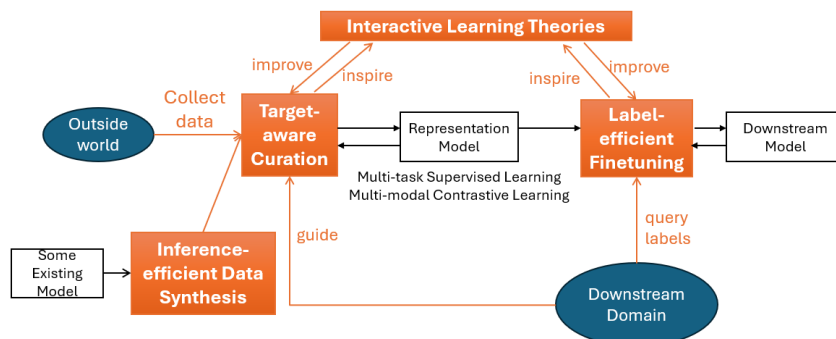 Interactive Learning Theories
improve
inspire
inspire
improve
Collect
data
Outside
world
Target-
aware
Curation
Representation
Model
Label-
efficient
Finetuning
Downstream
Model
Multi-task Supervised Learning
Multi-modal Contrastive Learning
guide
query
labels
Some
Existing
Model
Inference-
efficient Data
Synthesis
Downstream
Domain